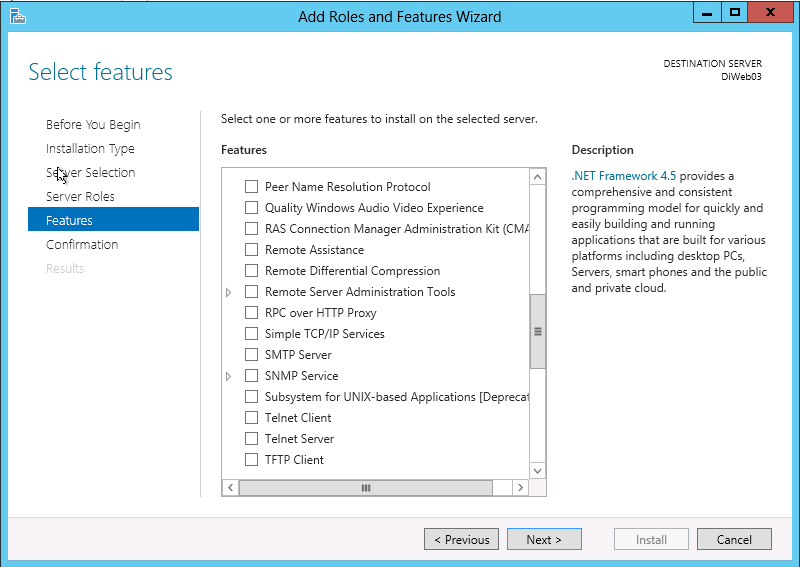 Add Roles and Features Wizard
Select features
DESTINATION SERVER
DiWeb03
Before You Begin
Installation Type
Server Selection
Server Roles
Features
Confirmation
Results
Select one or more features to install on the selected server.
Features
Peer Name Resolution Protocol
Quality Windows Audio Video Experience
RAS Connection Manager Administration Kit (CMA
Remote Assistance
Remote Differential Compression
Remote Server Administration Tools
RPC over HTTP Proxy
Simple TCP/IP Services
SMTP Server
SNMP Service
Subsystem for UNIX-based Applications [Deprecat
Telnet Client
Telnet Server
TFTP Client
Description
.NET Framework 4.5 provides a
comprehensive and consistent
programming model for quickly and
easily building and running
applications that are built for various
platforms including desktop PCs,
Servers, smart phones and the public
and private cloud.
< Previous
Next >
Install
Cancel